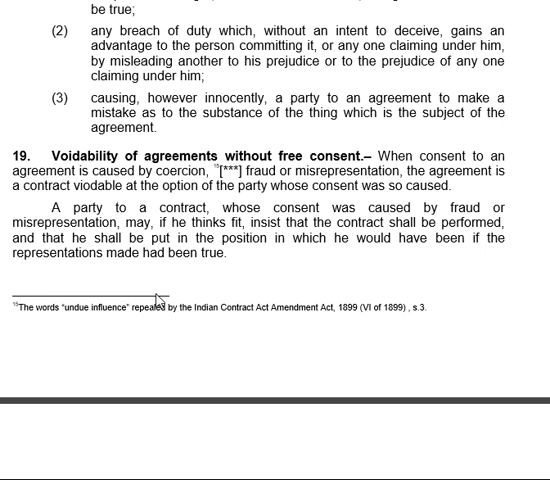 be true;
(2) any breach of duty which, without an intent to deceive, gains an
advantage to the person committing it, or any one claiming under him,
by misleading another to his prejudice or to the prejudice of any one
claiming under him;
(3) causing, however innocently, a party to an agreement to make a
mistake as to the substance of the thing which is the subject of the
agreement.
19. Voidability of agreements without free consent.– When consent to an
agreement is caused by coercion, 15[***] fraud or misrepresentation, the agreement is
a contract viodable at the option of the party whose consent was so caused.
A party to a contract, whose consent was caused by fraud or
misrepresentation, may, if he thinks fit, insist that the contract shall be performed,
and that he shall be put in the position in which he would have been if the
representations made had been true.
15The words "undue influence" repealed by the Indian Contract Act Amendment Act, 1899 (VI of 1899) , s.3.